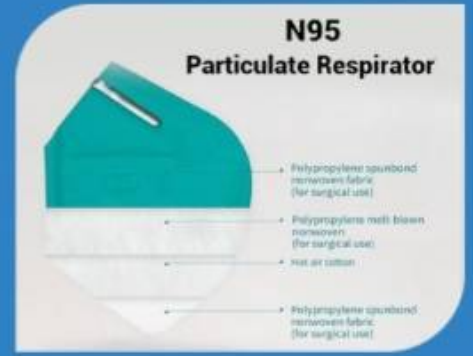 N95
Particulate Respirator
Polypropylene spunbond
nonwoven fabric
(for surgical use)
Polypropylene melt-blown
nonwoven
(for surgical use)
Hot air cotton
Polypropylene spunbond
nonwoven fabric
(for surgical use)